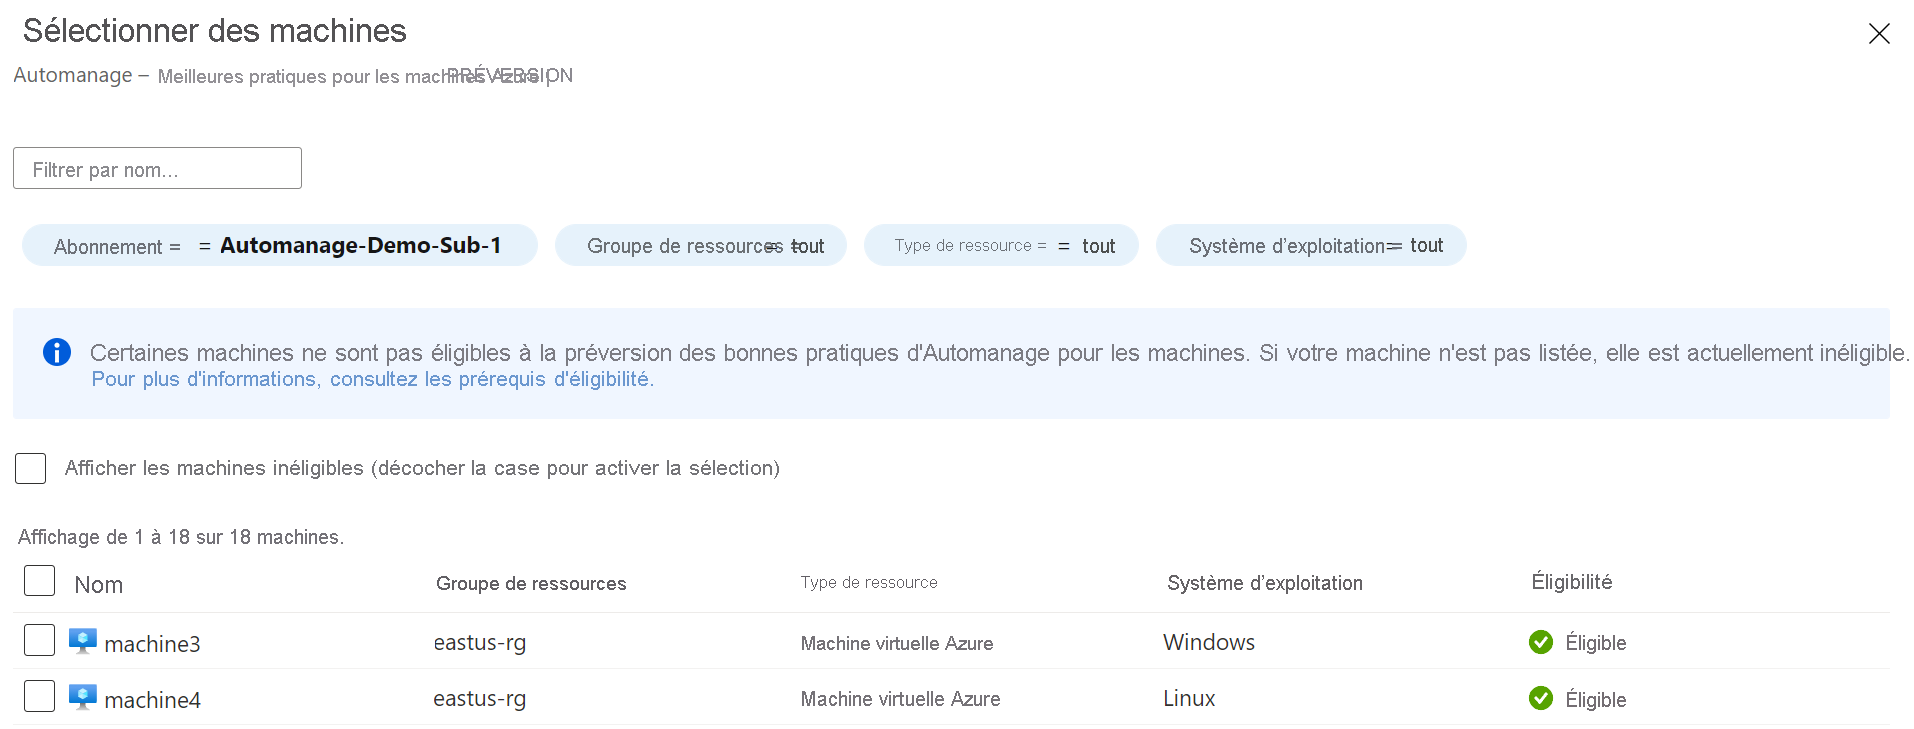 Sélectionner des machines
Automanage – Meilleures pratiques pour les machines Azure | PRÉVERSION
Filtrer par nom...
Abonnement = = Automanage-Demo-Sub-1 Groupe de ressources = = tout Type de ressource = = tout Système d'exploitation == tout
Certaines machines ne sont pas éligibles à la préversion des bonnes pratiques d'Automanage pour les machines. Si votre machine n'est pas listée, elle est actuellement inéligible.
Pour plus d'informations, consultez les prérequis d'éligibilité.
Afficher les machines inéligibles (décocher la case pour activer la sélection)
Affichage de 1 à 18 sur 18 machines.
Nom Groupe de ressources Type de ressource Système d'exploitation Éligibilité
machine3 eastus-rg Machine virtuelle Azure Windows Éligible
machine4 eastus-rg Machine virtuelle Azure Linux Éligible